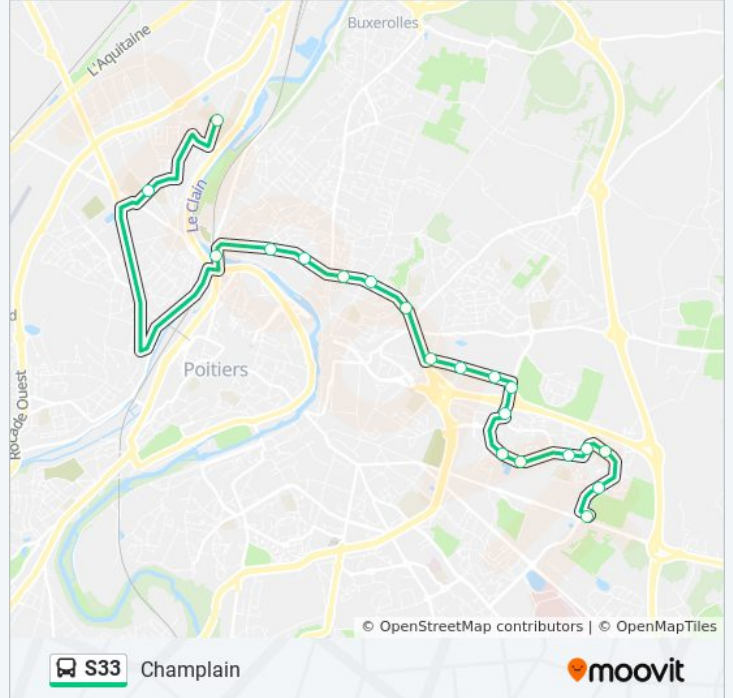 Buxerolles
L'Aquitaine
Le Clain
d
Poitiers
Rocade Ouest
© OpenStreetMap contributors | © OpenMapTiles
S33 Champlain
moovit